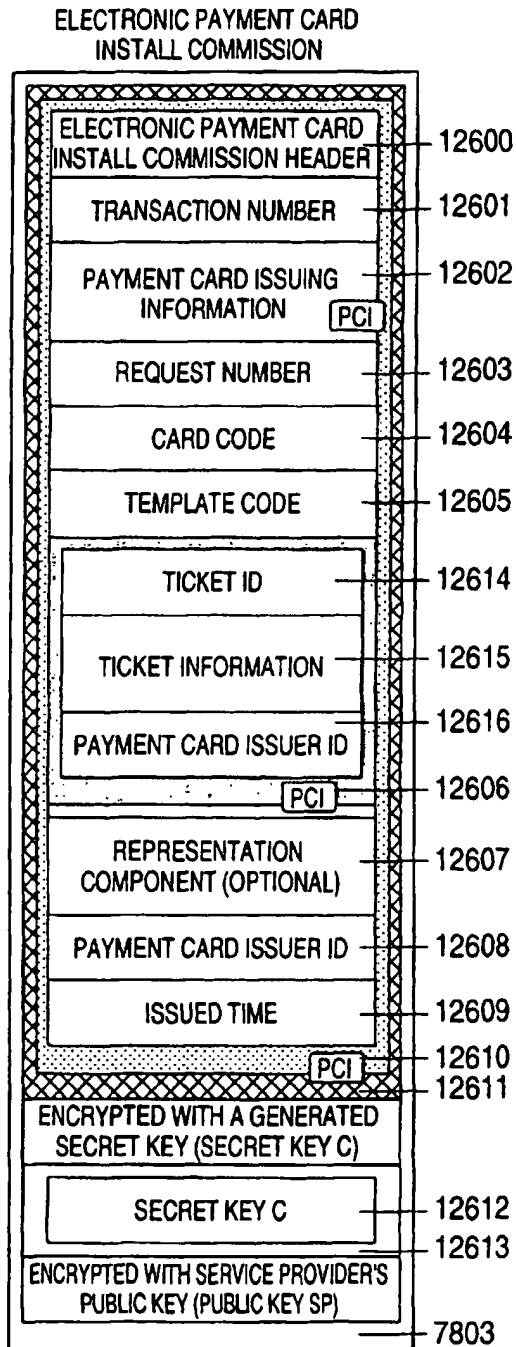 ELECTRONIC PAYMENT CARD
INSTALL COMMISSION
ELECTRONIC PAYMENT CARD
INSTALL COMMISSION HEADER
12600
TRANSACTION NUMBER
12601
PAYMENT CARD ISSUING
INFORMATION
12602
PCI
REQUEST NUMBER
12603
CARD CODE
12604
TEMPLATE CODE
12605
TICKET ID
12614
TICKET INFORMATION
12615
12616
PAYMENT CARD ISSUER ID
PCI
12606
REPRESENTATION
COMPONENT (OPTIONAL)
12607
PAYMENT CARD ISSUER ID
12608
ISSUED TIME
12609
PCI
12610
12611
ENCRYPTED WITH A GENERATED
SECRET KEY (SECRET KEY C)
SECRET KEY C
12612
12613
ENCRYPTED WITH SERVICE PROVIDER'S
PUBLIC KEY (PUBLIC KEY SP)
7803